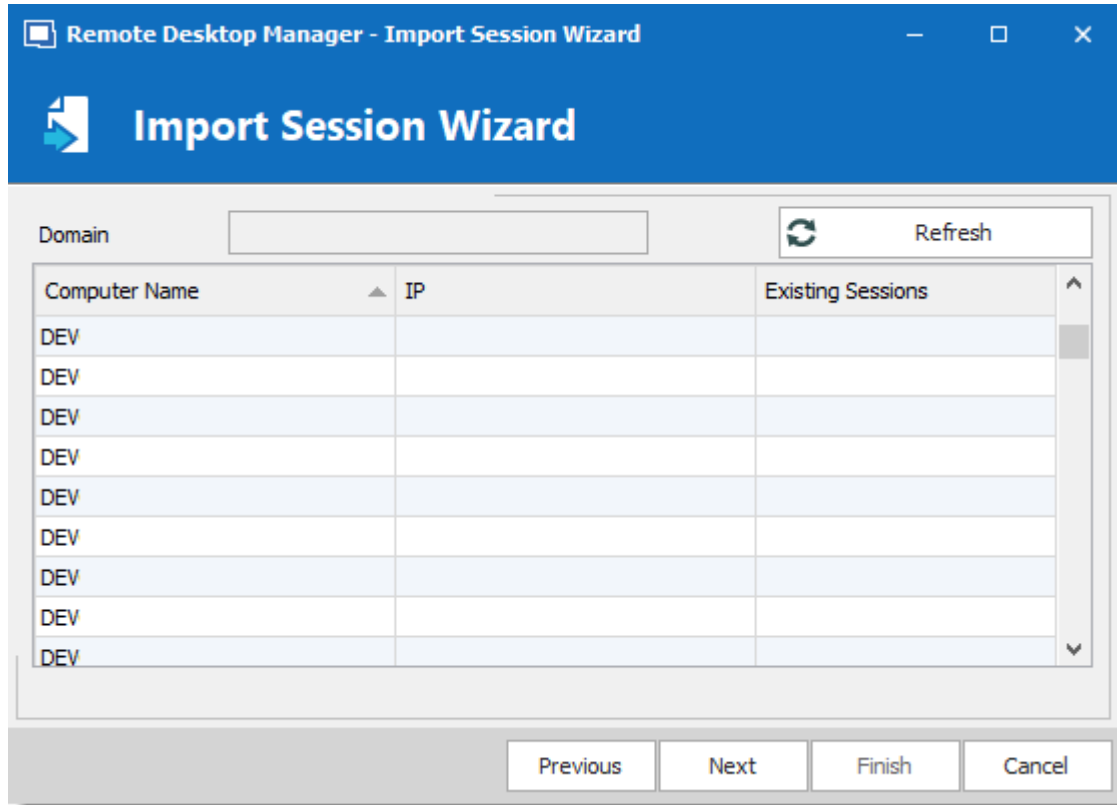 Remote Desktop Manager - Import Session Wizard
Import Session Wizard
Domain
Refresh
Computer Name IP Existing Sessions
DEV
DEV
DEV
DEV
DEV
DEV
DEV
DEV
DEV
Previous Next Finish Cancel